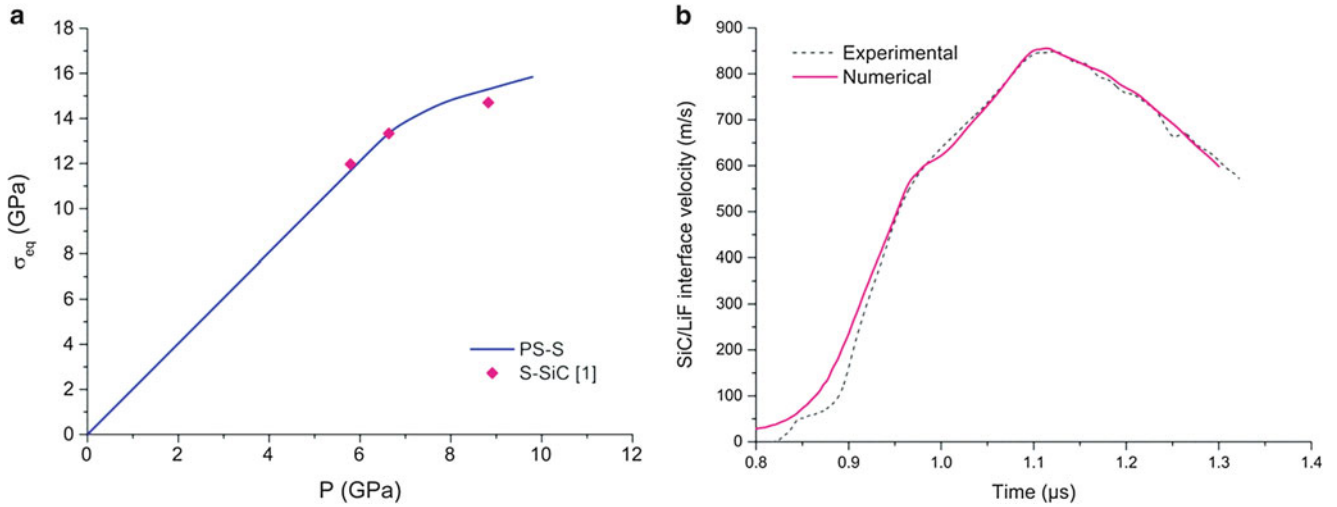 a
18
16
14
12
10
8
6
4
2
0
σeq (GPa)
PS-S
S-SiC [1]
0 2 4 6 8 10 12
P (GPa)
b
900
800
700
600
500
400
300
200
100
0
SiC/LiF interface velocity (m/s)
Experimental
Numerical
0.8 0.9 1.0 1.1 1.2 1.3 1.4
Time (µs)